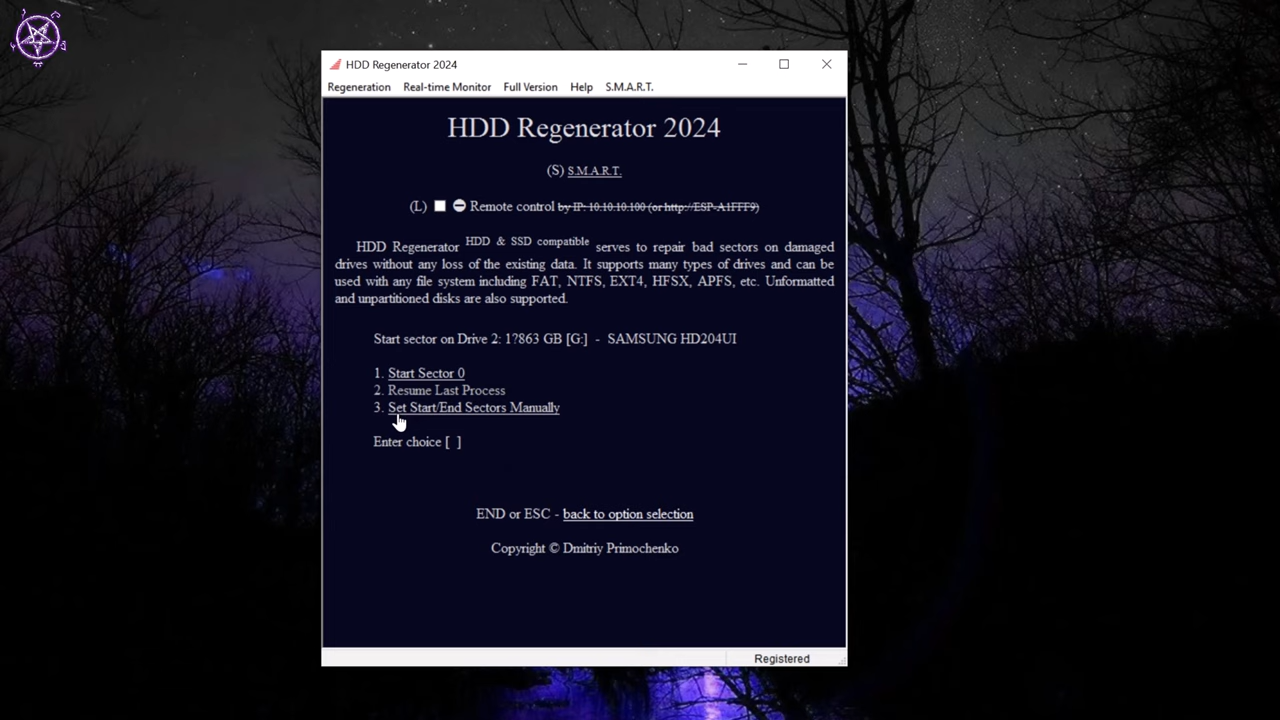 HDD Regenerator 2024
Regeneration Real-time Monitor Full Version Help S.M.A.R.T.
HDD Regenerator 2024
(S) S.M.A.R.T.
(L) Remote control by IP: 10.10.10.100 (or http://ESP-A1FFF9)
HDD Regenerator HDD & SSD compatible serves to repair bad sectors on damaged
drives without any loss of the existing data. It supports many types of drives and can be
used with any file system including FAT, NTFS, EXT4, HFSX, APFS, etc. Unformatted
and unpartitioned disks are also supported.
Start sector on Drive 2: 1?863 GB [G:] - SAMSUNG HD204UI
1. Start Sector 0
2. Resume Last Process
3. Set Start/End Sectors Manually
Enter choice [ ]
END or ESC - back to option selection
Copyright © Dmitriy Primochenko
Registered